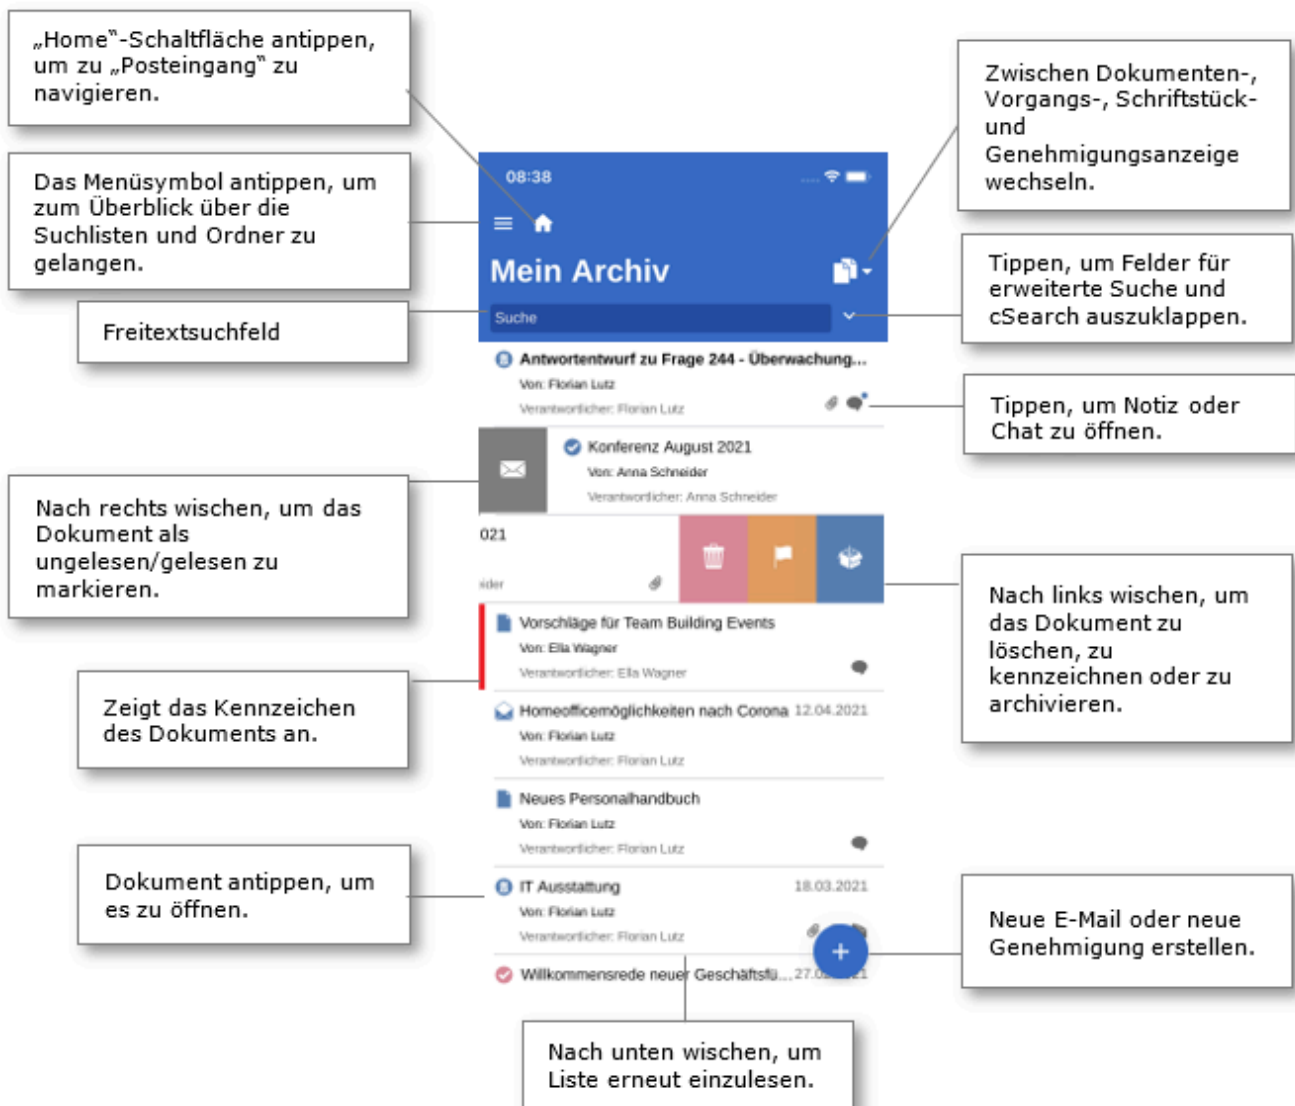 „Home“-Schaltfläche antippen,
um zu „Posteingang“ zu
navigieren.
Das Menüsymbol antippen, um
zum Überblick über die
Suchlisten und Ordner zu
gelangen.
Freitextsuchfeld
Nach rechts wischen, um das
Dokument als
ungelesen/gelesen zu
markieren.
Zeigt das Kennzeichen
des Dokuments an.
Dokument antippen, um
es zu öffnen.
08:38
Mein Archiv
Suche
Antwortentwurf zu Frage 244 - Überwachung...
Von: Florian Lutz
Verantwortlicher: Florian Lutz
Konferenz August 2021
Von: Anna Schneider
Verantwortlicher: Anna Schneider
021
eider
Vorschläge für Team Building Events
Von: Ella Wagner
Verantwortlicher: Ella Wagner
Homeofficemöglichkeiten nach Corona 12.04.2021
Von: Florian Lutz
Verantwortlicher: Florian Lutz
Neues Personalhandbuch
Von: Florian Lutz
Verantwortlicher: Florian Lutz
IT Ausstattung 18.03.2021
Von: Florian Lutz
Verantwortlicher: Florian Lutz
Willkommensrede neuer Geschäftsfü...
Nach unten wischen, um
Liste erneut einzulesen.
Zwischen Dokumenten-,
Vorgangs-, Schriftstück-
und
Genehmigungsanzeige
wechseln.
Tippen, um Felder für
erweiterte Suche und
cSearch auszuklappen.
Tippen, um Notiz oder
Chat zu öffnen.
Nach links wischen, um
das Dokument zu
löschen, zu
kennzeichnen oder zu
archivieren.
Neue E-Mail oder neue
Genehmigung erstellen.